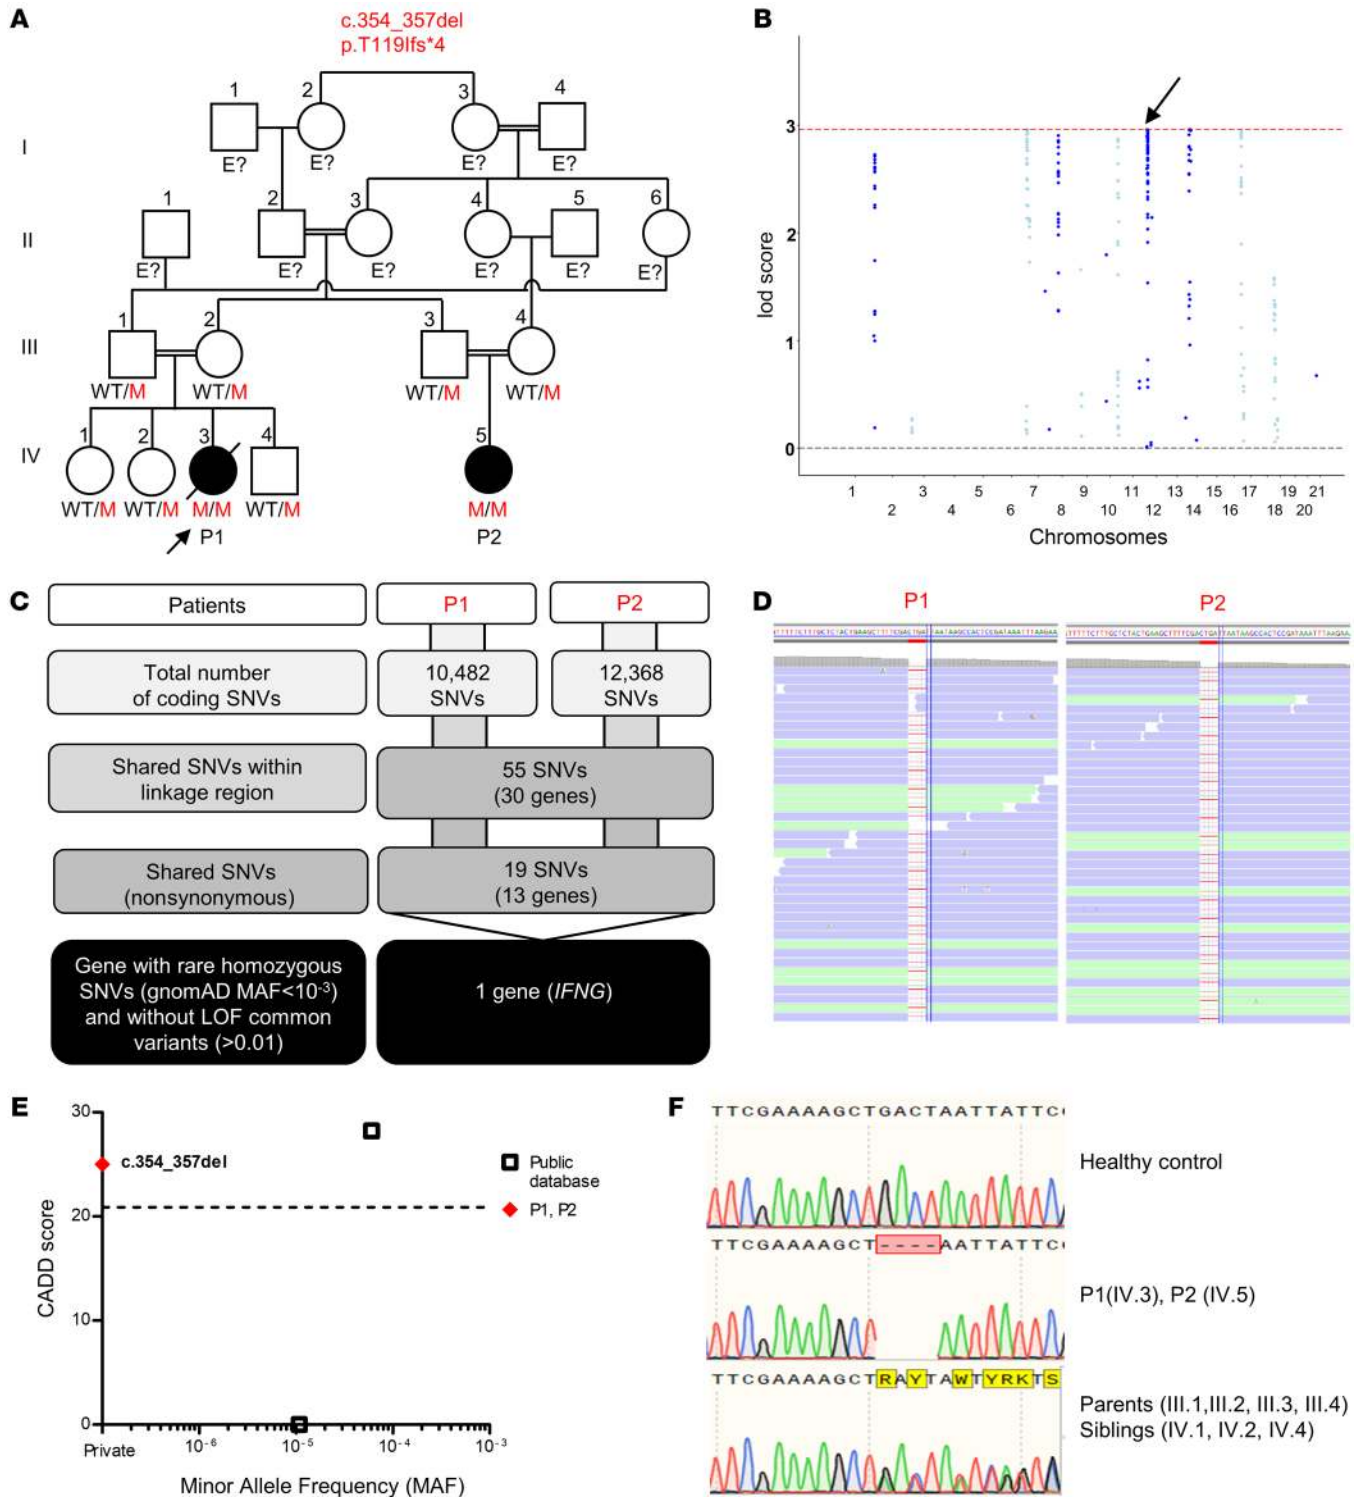 A
c.354_357del
p.T119Ifs*4
1
2
3
4
I
E?
E?
E?
E?
1
2
3
4
5
6
II
E?
E?
E?
E?
E?
E?
1
2
3
4
III
WT/M
WT/M
WT/M
WT/M
1
2
3
4
5
IV
WT/M
WT/M
M/M
WT/M
M/M
P1
P2
B
3
2
1
0
lod score
1 3 5 7 9 11 13 15 17 19 21
2 4 6 8 10 12 14 16 18 20
Chromosomes
C
Patients
P1
P2
Total number
of coding SNVs
10,482
SNVs
12,368
SNVs
Shared SNVs within
linkage region
55 SNVs
(30 genes)
Shared SNVs
(nonsynonymous)
19 SNVs
(13 genes)
Gene with rare homozygous
SNVs (gnomAD MAF<10-3)
and without LOF common
variants (>0.01)
1 gene (IFNG)
D
P1
P2
E
30
20
10
0
CADD score
c.354_357del
Public
database
P1, P2
Private
10-6
10-5
10-4
10-3
Minor Allele Frequency (MAF)
F
TTCGAAAAGCTGACTAATTATTC
Healthy control
TTCGAAAAGCT----AATTATTC
P1(IV.3), P2 (IV.5)
TTCGAAAAGCTRAYTAWTYRKTS
Parents (III.1,III.2, III.3, III.4)
Siblings (IV.1, IV.2, IV.4)